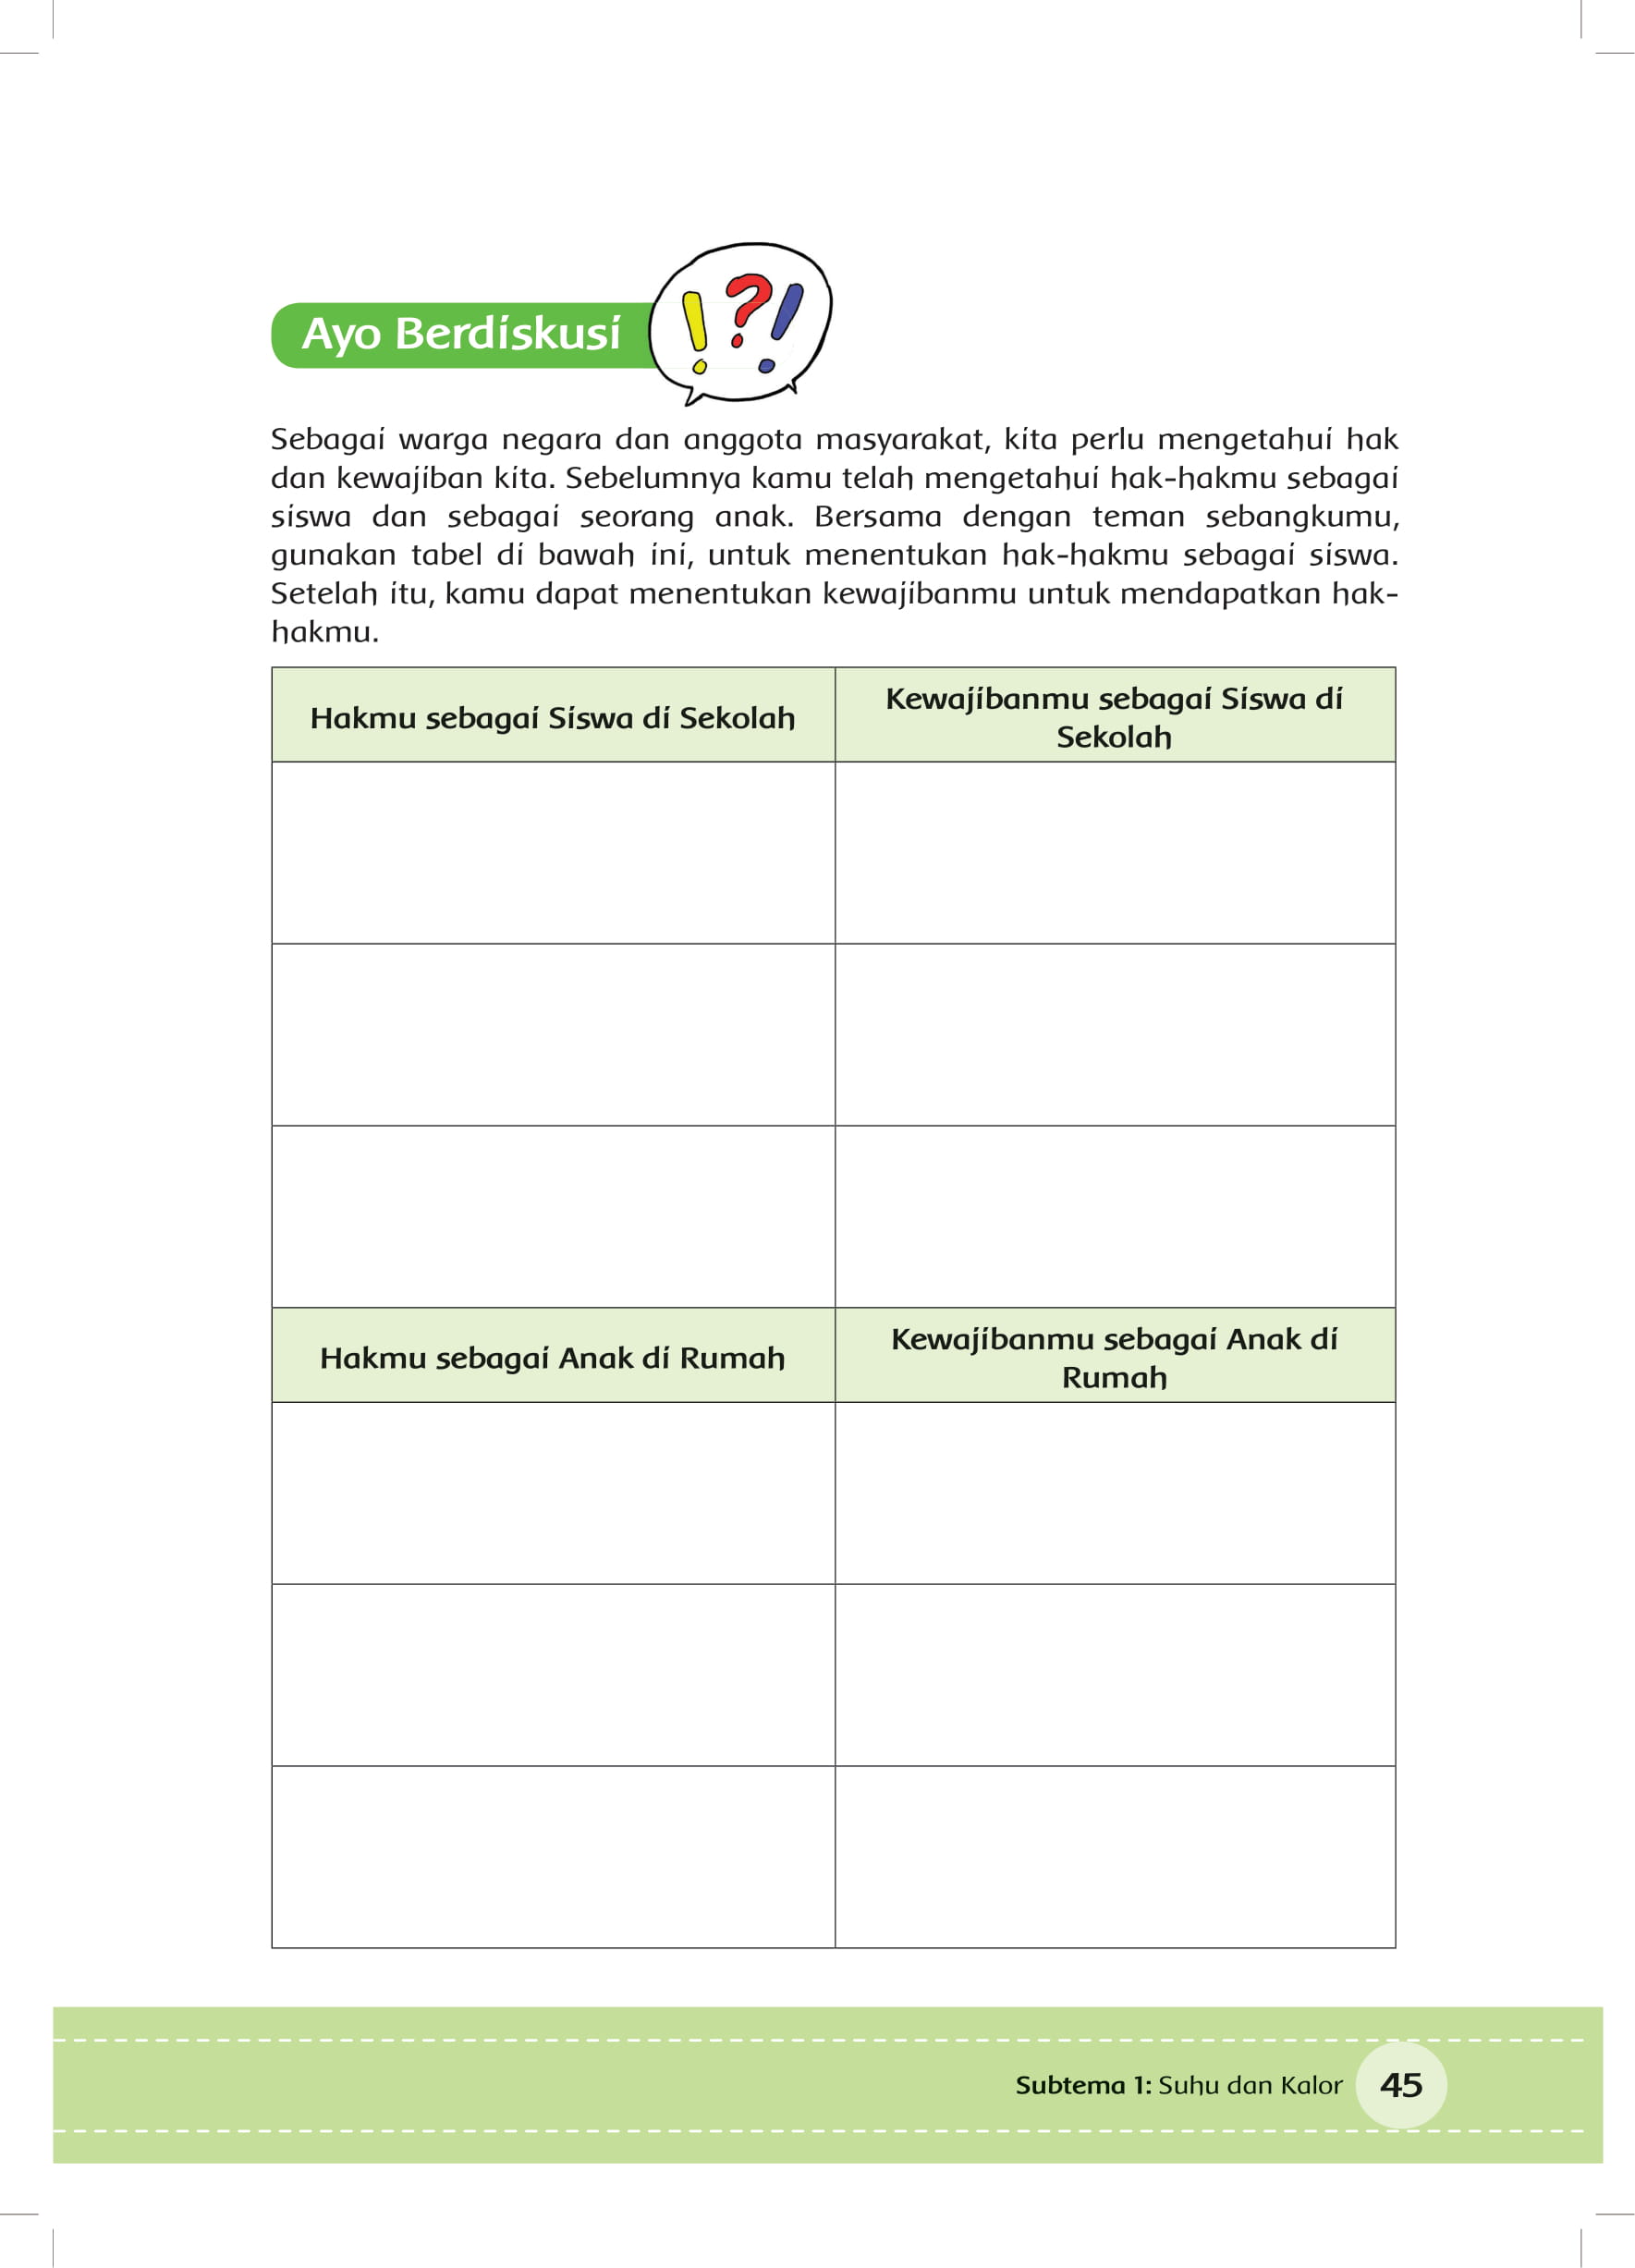 Ayo Berdiskusi
Sebagai warga negara dan anggota masyarakat, kita perlu mengetahui hak
dan kewajiban kita. Sebelumnya kamu telah mengetahui hak-hakmu sebagai
siswa dan sebagai seorang anak. Bersama dengan teman sebangkumu,
gunakan tabel di bawah ini, untuk menentukan hak-hakmu sebagai siswa.
Setelah itu, kamu dapat menentukan kewajibanmu untuk mendapatkan hak-
hakmu.
Hakmu sebagai Siswa di Sekolah
Kewajibanmu sebagai Siswa di
Sekolah
Hakmu sebagai Anak di Rumah
Kewajibanmu sebagai Anak di
Rumah
Subtema 1: Suhu dan Kalor 45